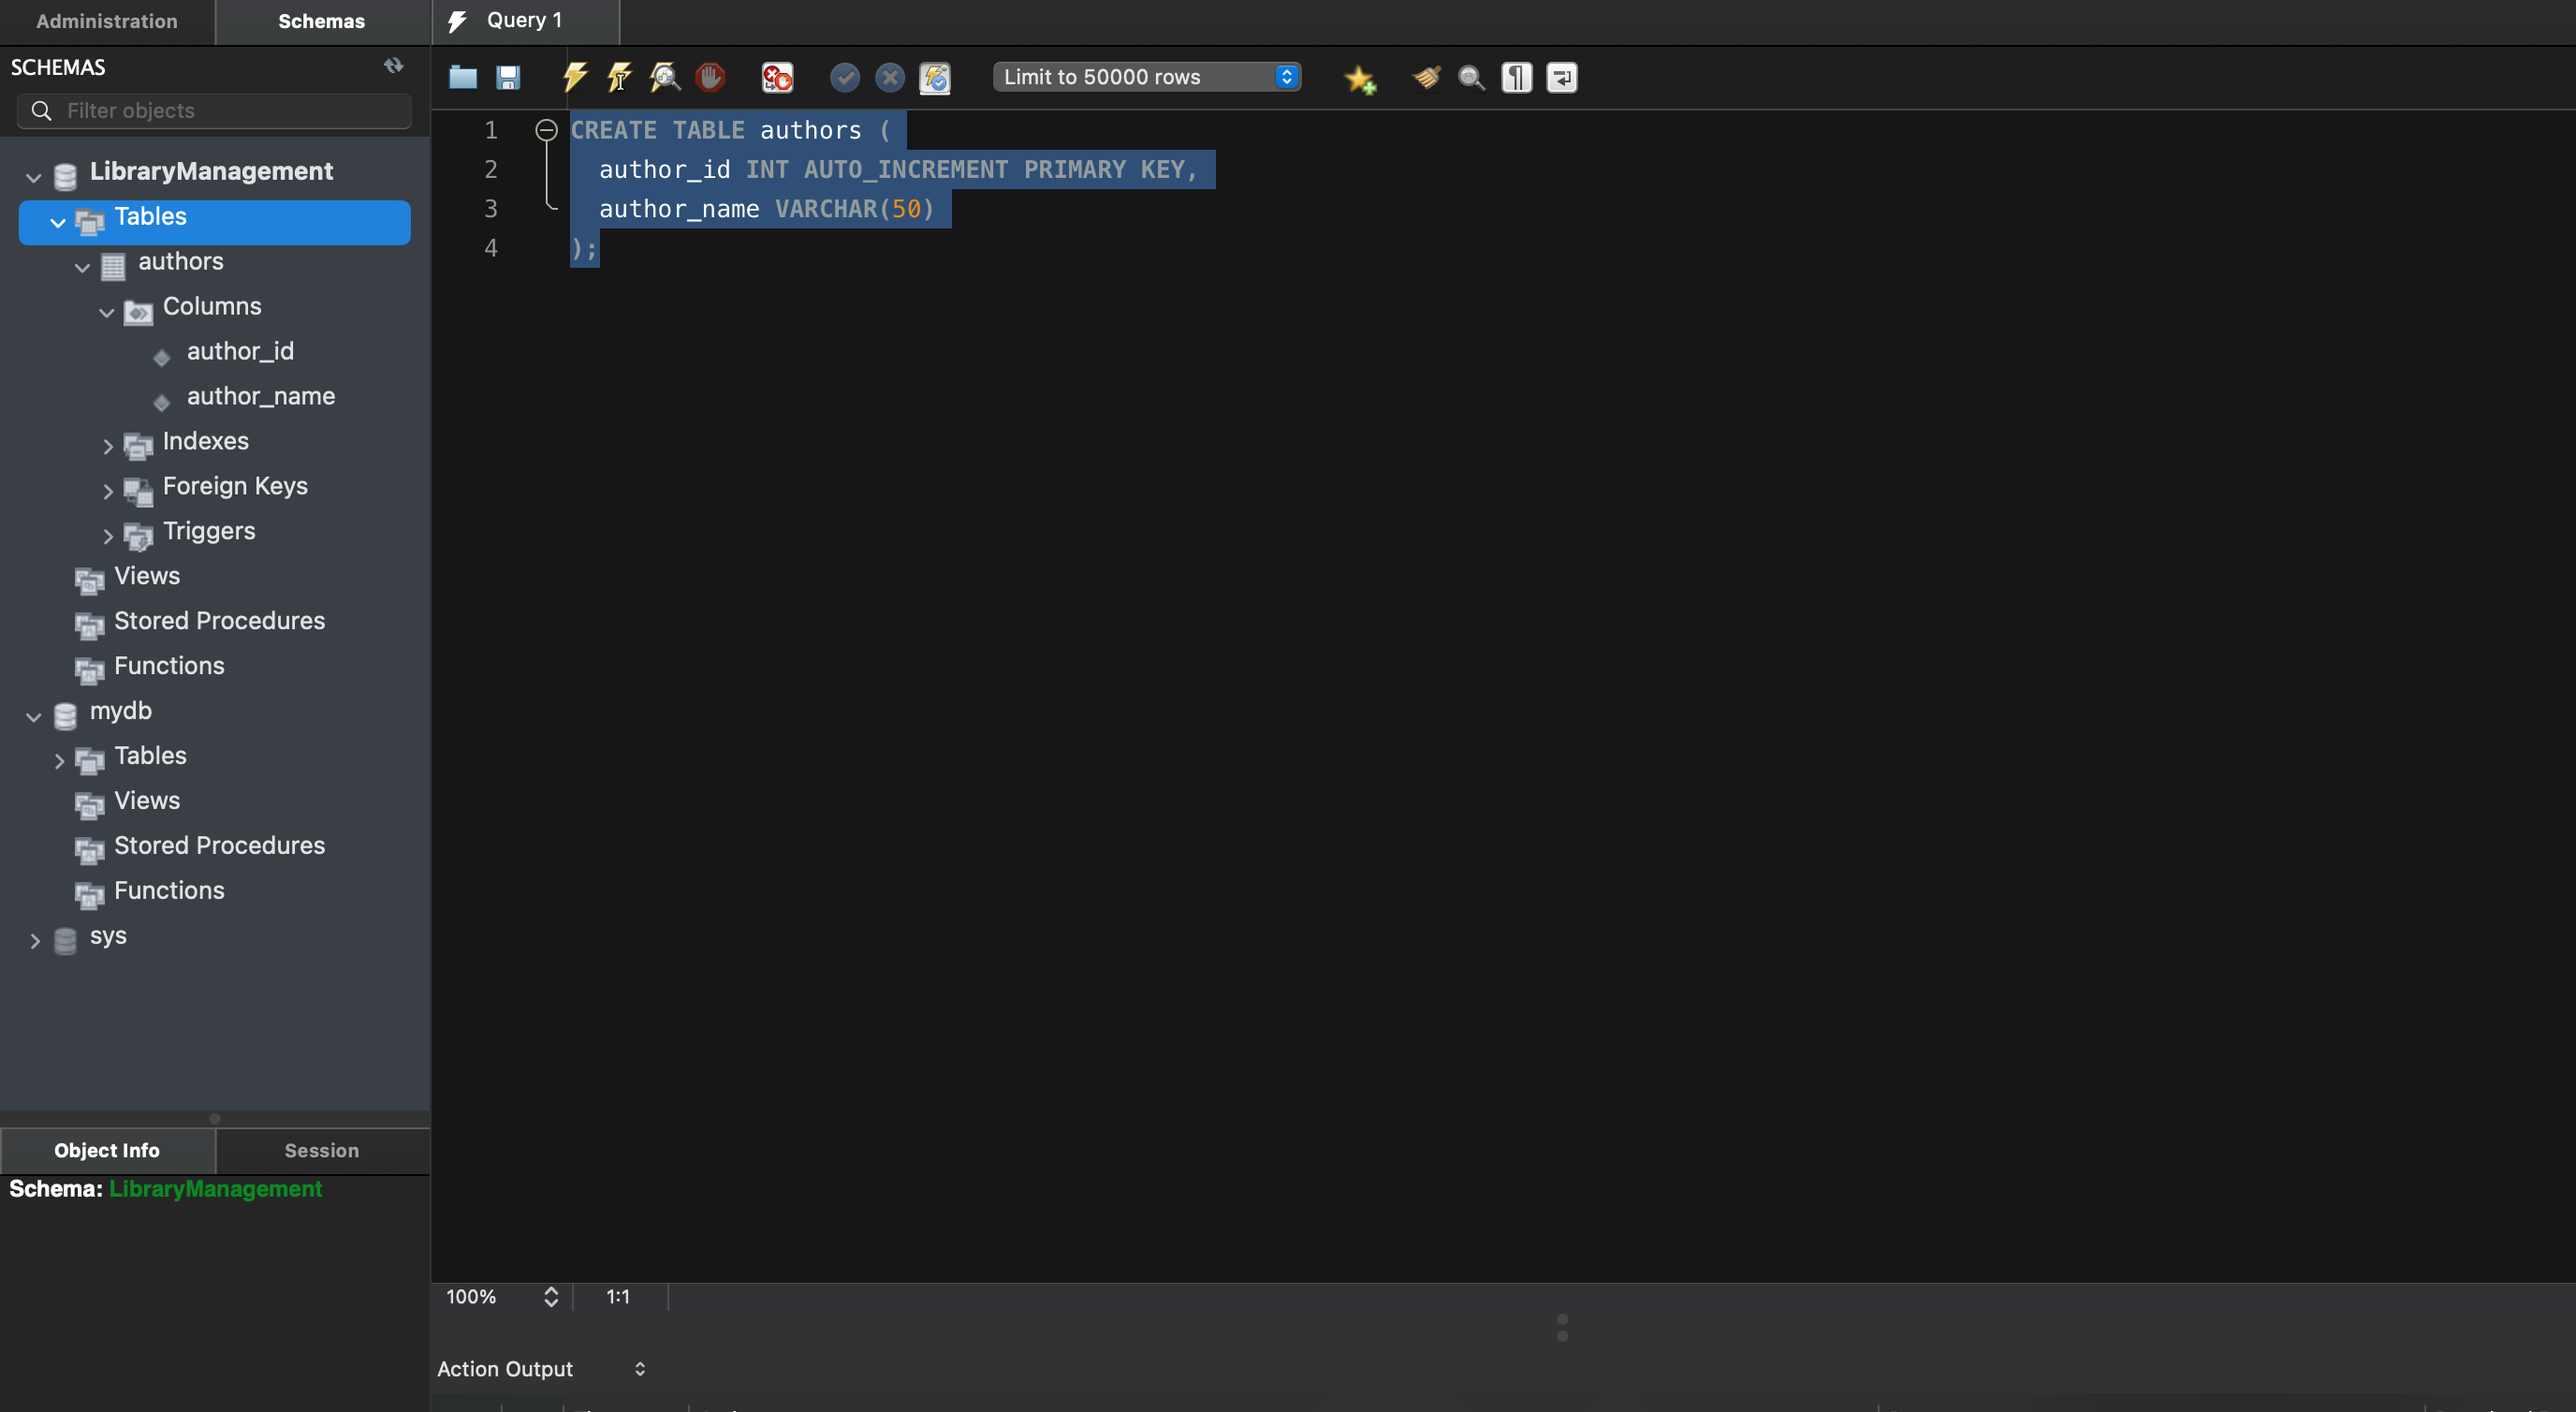 Administration
Schemas
Query 1
SCHEMAS
Filter objects
Limit to 50000 rows
LibraryManagement
Tables
authors
Columns
author_id
author_name
Indexes
Foreign Keys
Triggers
Views
Stored Procedures
Functions
mydb
Tables
Views
Stored Procedures
Functions
sys
1 CREATE TABLE authors (
2 author_id INT AUTO_INCREMENT PRIMARY KEY,
3 author_name VARCHAR(50)
4 );
Object Info
Session
Schema: LibraryManagement
100%
1:1
Action Output